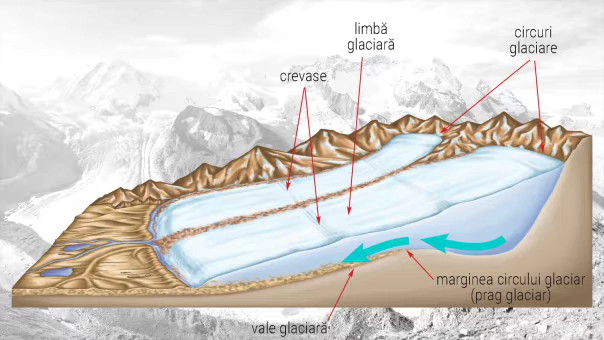 limbă
glaciară
circuri
glaciare
crevase
marginea circului glaciar
(prag glaciar)
vale glaciară